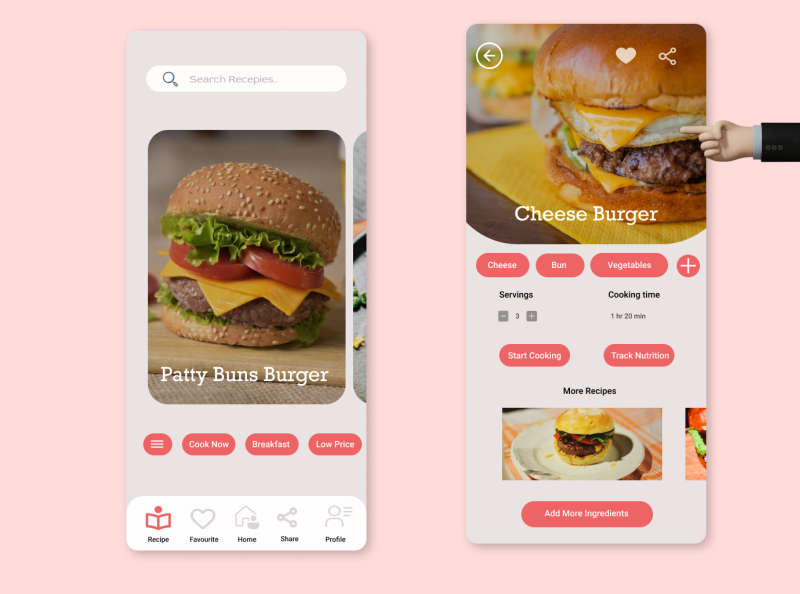 Search Recepies..
Patty Buns Burger
Cook Now
Breakfast
Low Price
Recipe
Favourite
Home
Share
Profile
Cheese Burger
Cheese
Bun
Vegetables
Servings
Cooking time
3
1 hr 20 min
Start Cooking
Track Nutrition
More Recipes
Add More Ingredients